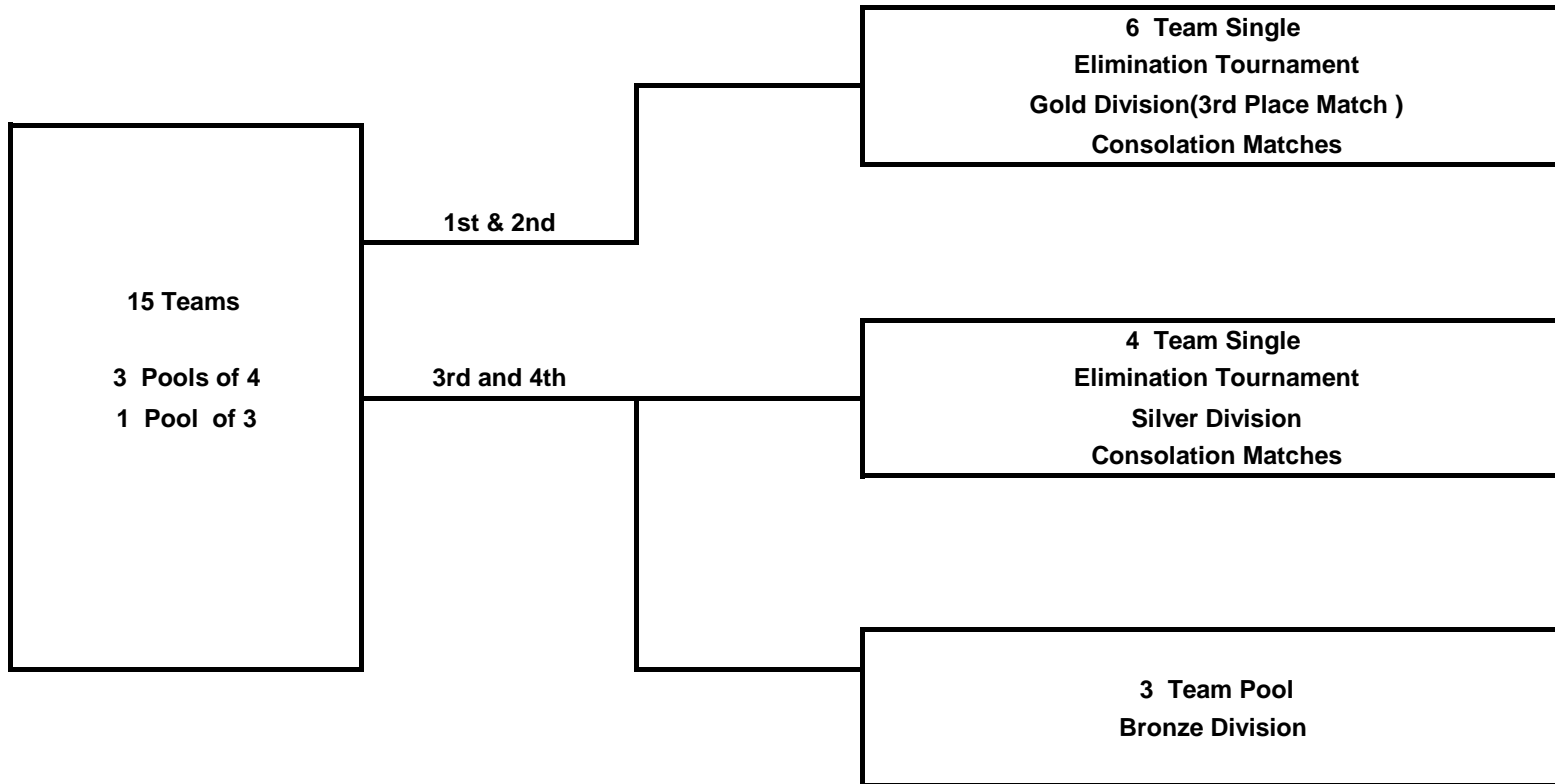 15 Teams
3 Pools of 4
1 Pool of 3
1st & 2nd
3rd and 4th
6 Team Single
Elimination Tournament
Gold Division(3rd Place Match )
Consolation Matches
4 Team Single
Elimination Tournament
Silver Division
Consolation Matches
3 Team Pool
Bronze Division